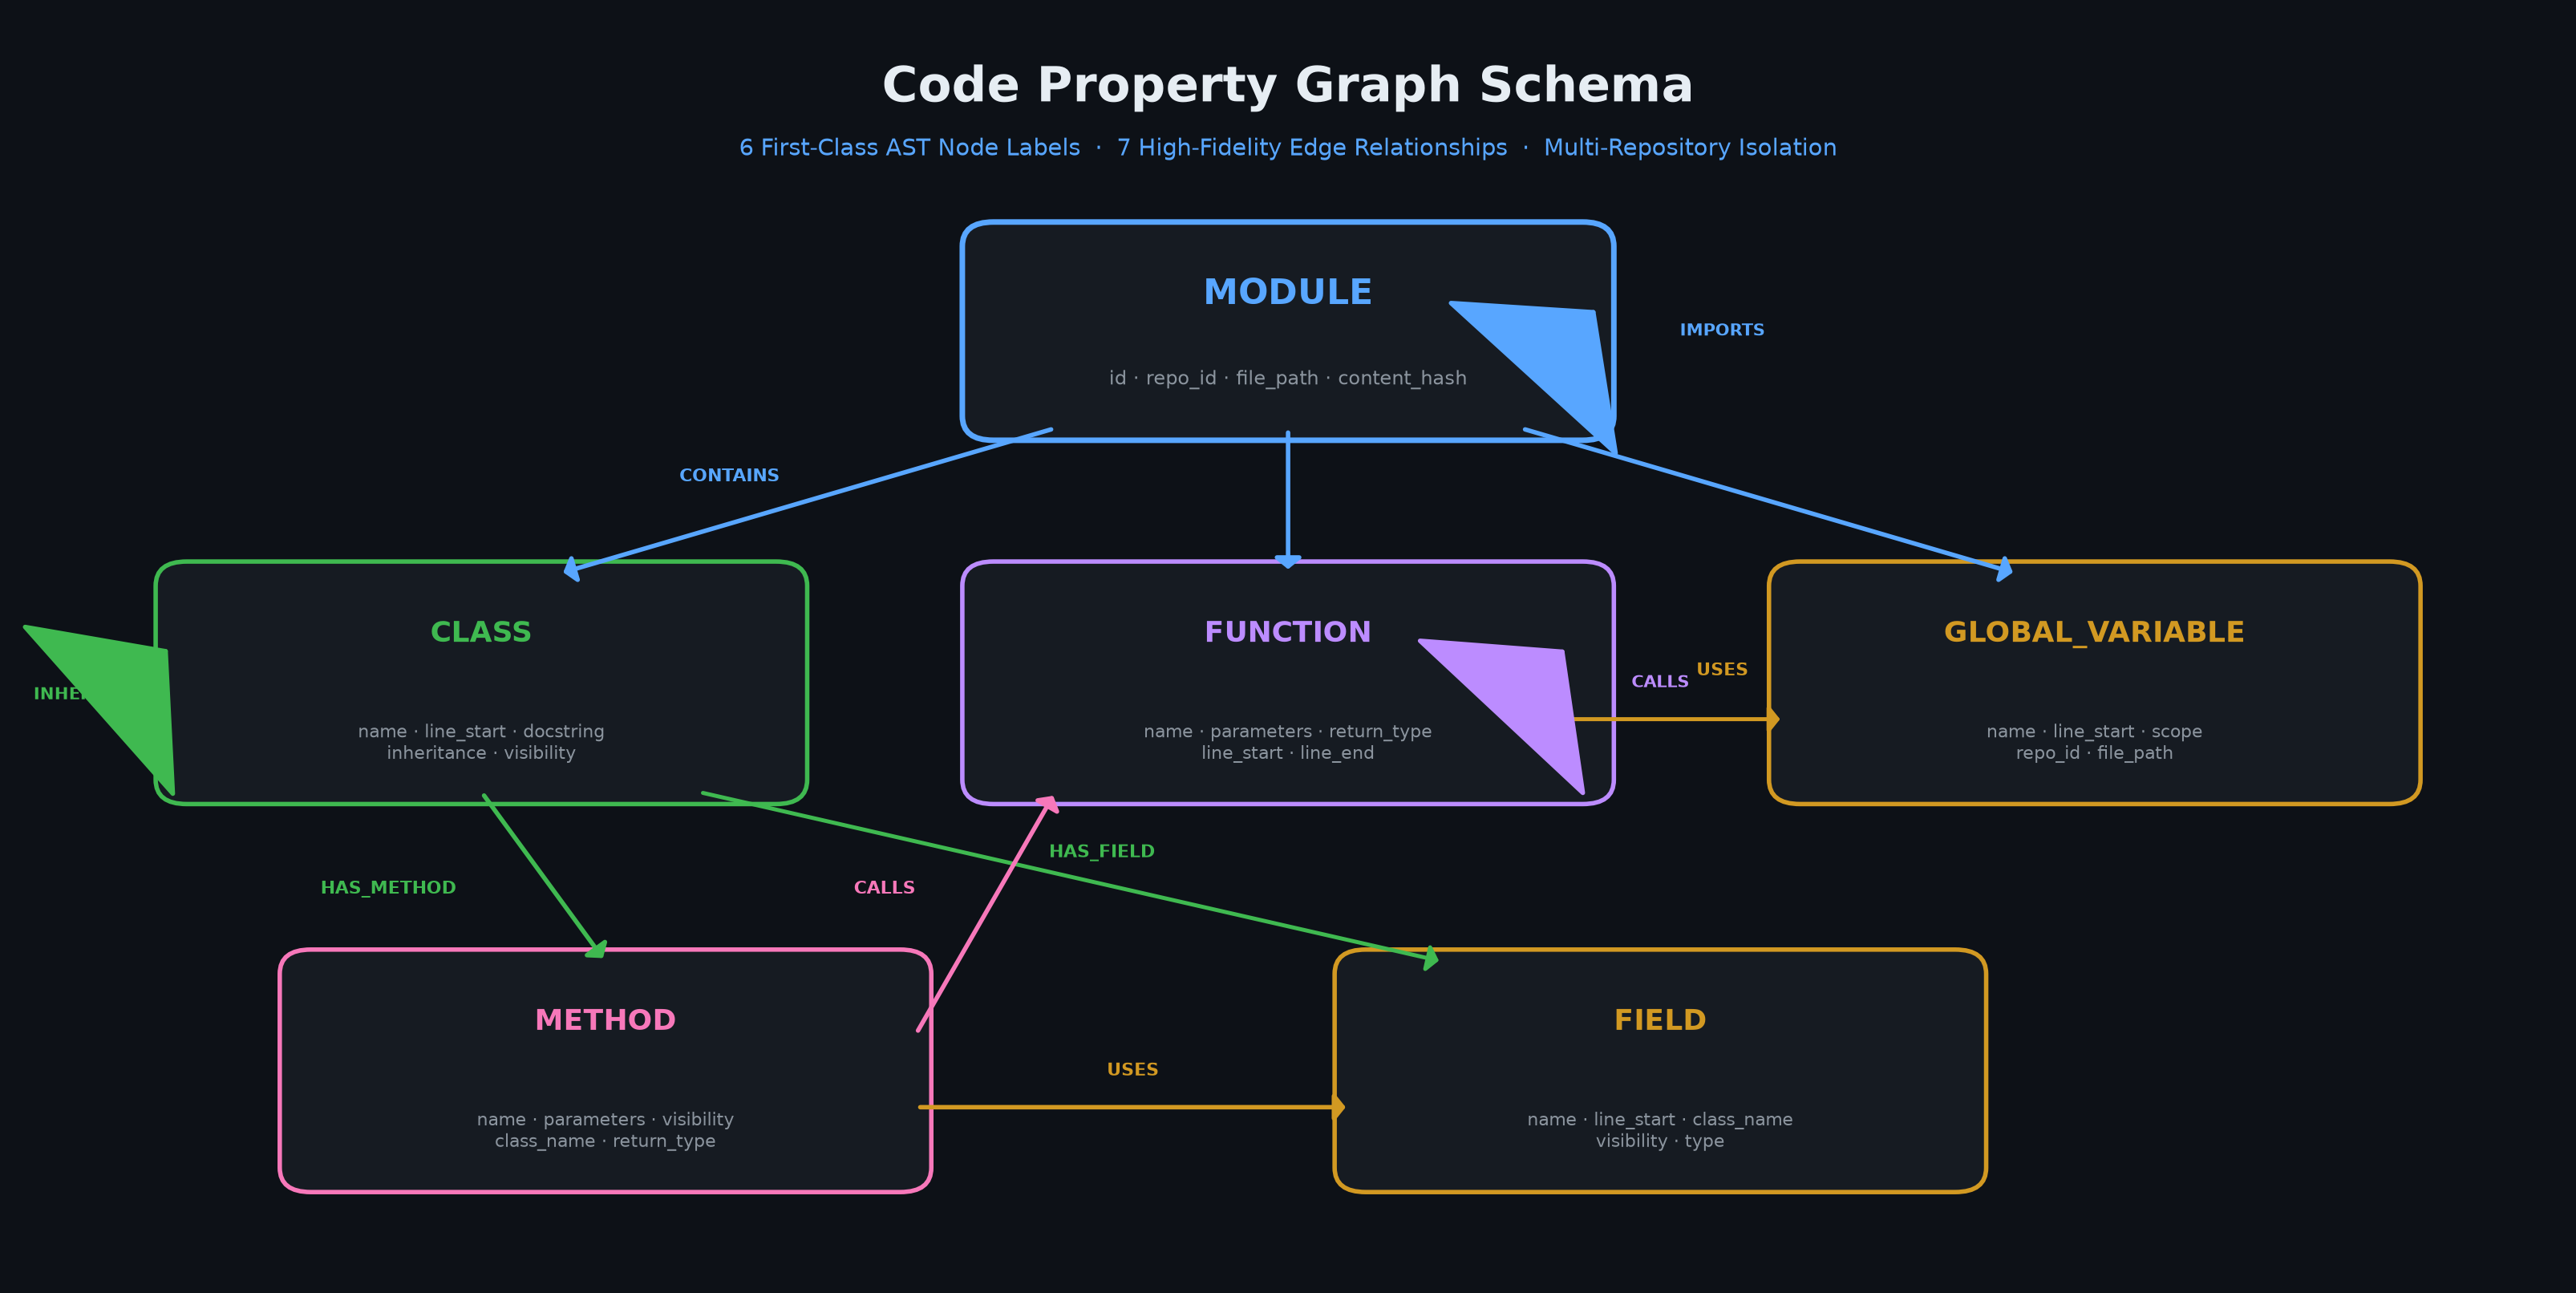 Code Property Graph Schema
6 First-Class AST Node Labels · 7 High-Fidelity Edge Relationships · Multi-Repository Isolation
MODULE
IMPORTS
id · repo_id · file_path · content_hash
CONTAINS
CLASS
FUNCTION
GLOBAL_VARIABLE
USES
CALLS
name · line_start · docstring
inheritance · visibility
name · parameters · return_type
line_start · line_end
name · line_start · scope
repo_id · file_path
HAS_FIELD
HAS_METHOD
CALLS
METHOD
FIELD
USES
name · parameters · visibility
class_name · return_type
name · line_start · class_name
visibility · type